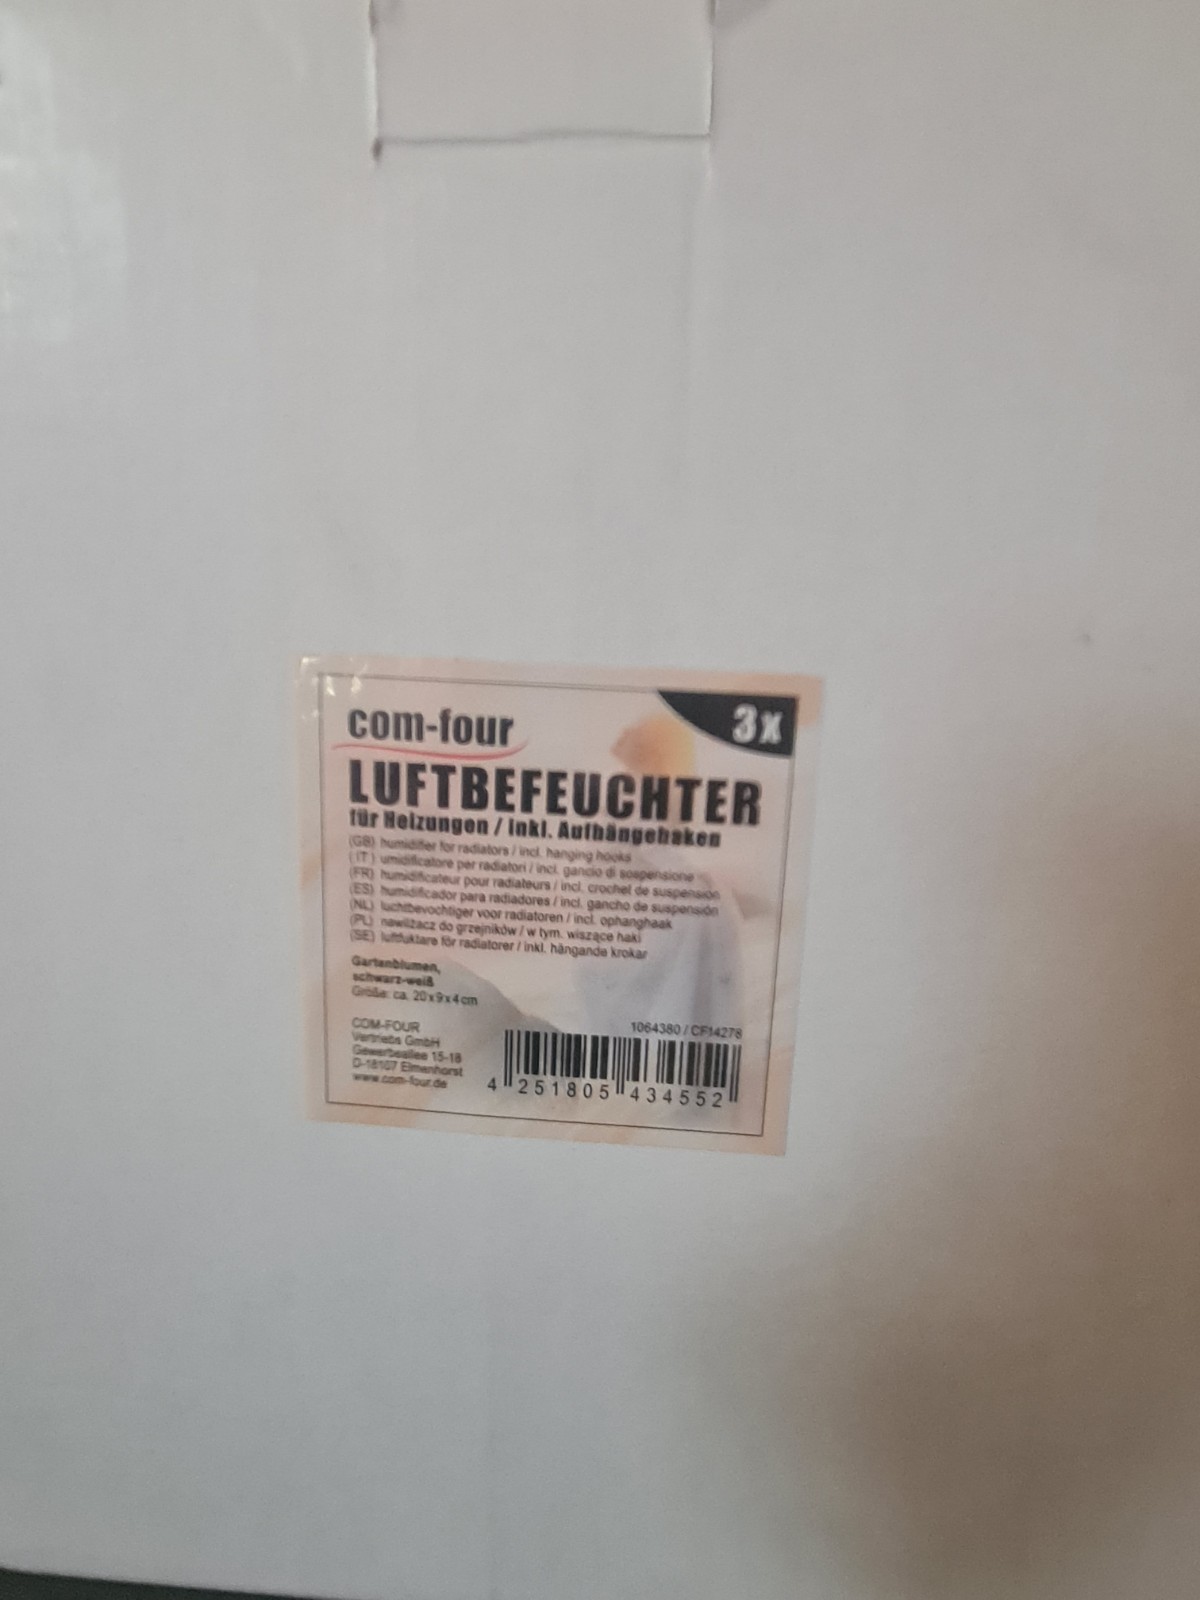 com-four
3x
LUFTBEFEUCHTER
für Heizungen / inkl. Aufhängehaken
(GB) humidifier for radiators / incl. hanging hooks
(IT) umidificatore per radiatori / incl. gancio di sospensione
(FR) humidificateur pour radiateurs / incl. crochet de suspension
(ES) humidificador para radiadores / incl. gancho de suspensión
(NL) luchtbevochtiger voor radiatoren / incl. ophanghaak
(PL) nawilżacz do grzejników / w tym. wiszące haki
(SE) luftfuktare för radiatorer / inkl. hängande krokar
Gartenblumen,
schwarz-weiß
Größe: ca. 20x9x4cm
COM-FOUR
Vertriebs GmbH
Gewerbeallee 15-18
D-18107 Elmenhorst
www.com-four.de
1064380 / CF14278
4 251805 434552